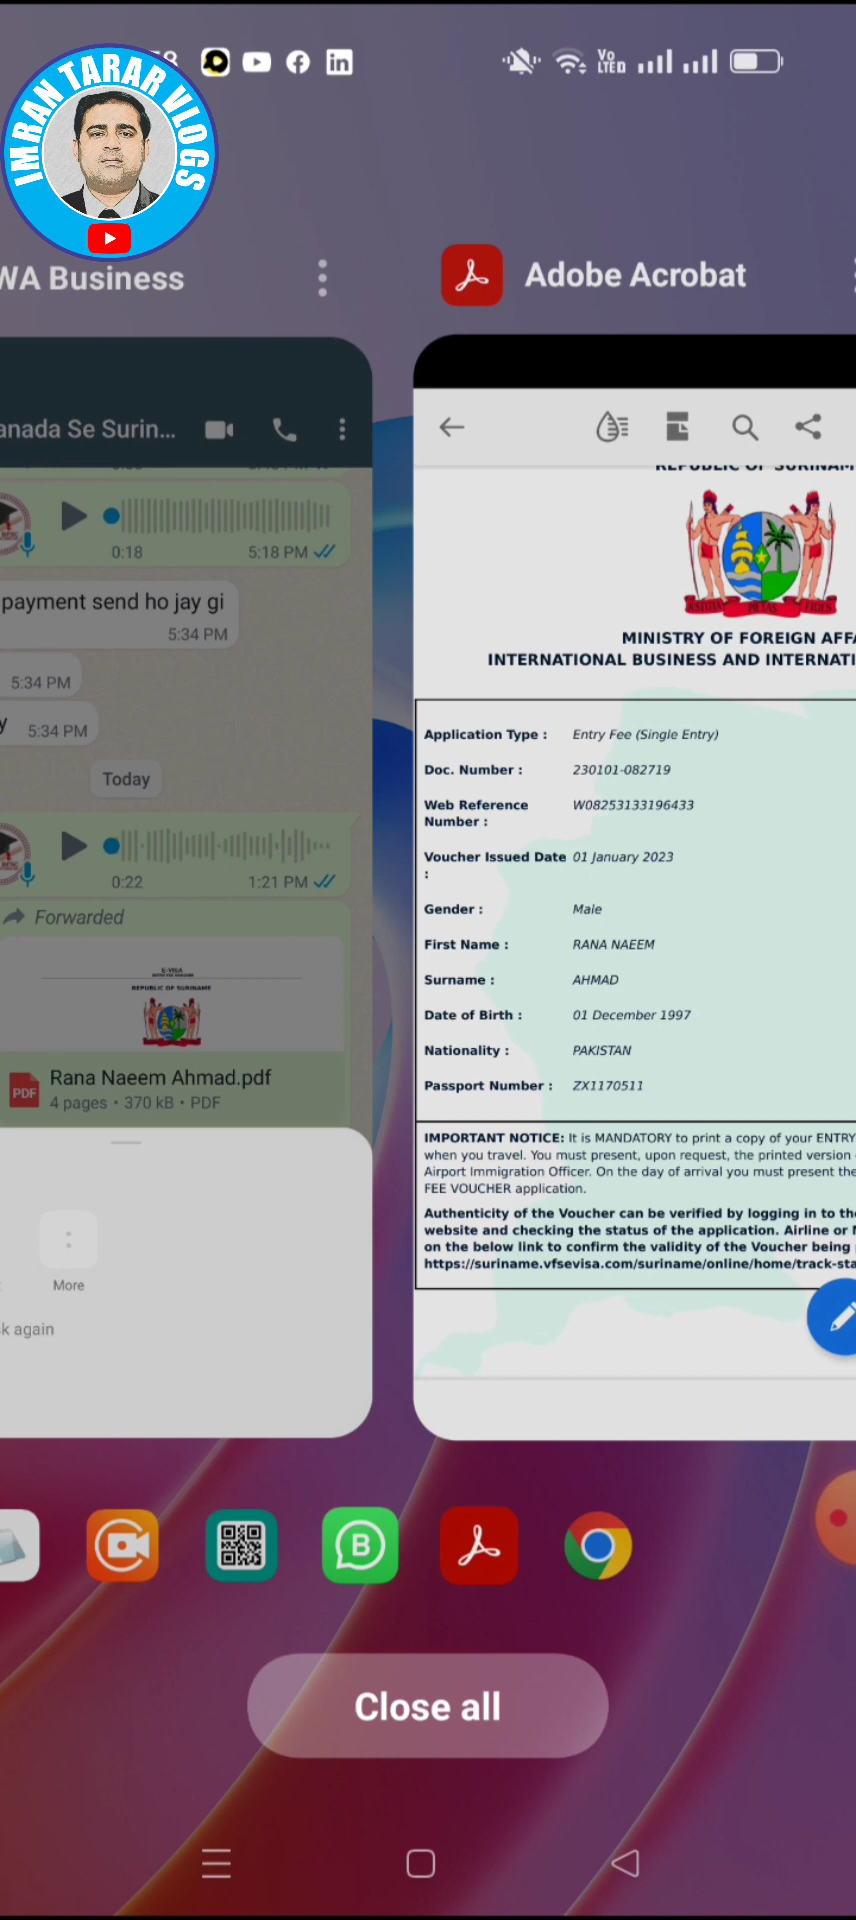 IMRAN TARAR VLOGS
WA Business
Adobe Acrobat
anada Se Surin...
0:18 5:18 PM
payment send ho jay gi
5:34 PM
5:34 PM
y 5:34 PM
Today
0:22 1:21 PM
Forwarded
E-VISA
REPUBLIC OF SURINAME
PDF
Rana Naeem Ahmad.pdf
4 pages • 370 kB • PDF
More
sk again
REPUBLIC OF SURINAM
JUSTITIA PIETAS FIDES
MINISTRY OF FOREIGN AFFA
INTERNATIONAL BUSINESS AND INTERNATI
Application Type : Entry Fee (Single Entry)
Doc. Number : 230101-082719
Web Reference Number : W08253133196433
Voucher Issued Date : 01 January 2023
Gender : Male
First Name : RANA NAEEM
Surname : AHMAD
Date of Birth : 01 December 1997
Nationality : PAKISTAN
Passport Number : ZX1170511
IMPORTANT NOTICE: It is MANDATORY to print a copy of your ENTRY
when you travel. You must present, upon request, the printed version
Airport Immigration Officer. On the day of arrival you must present the
FEE VOUCHER application.
Authenticity of the Voucher can be verified by logging in to the
website and checking the status of the application. Airline or
on the below link to confirm the validity of the Voucher being
https://suriname.vfsevisa.com/suriname/online/home/track-sta
Close all